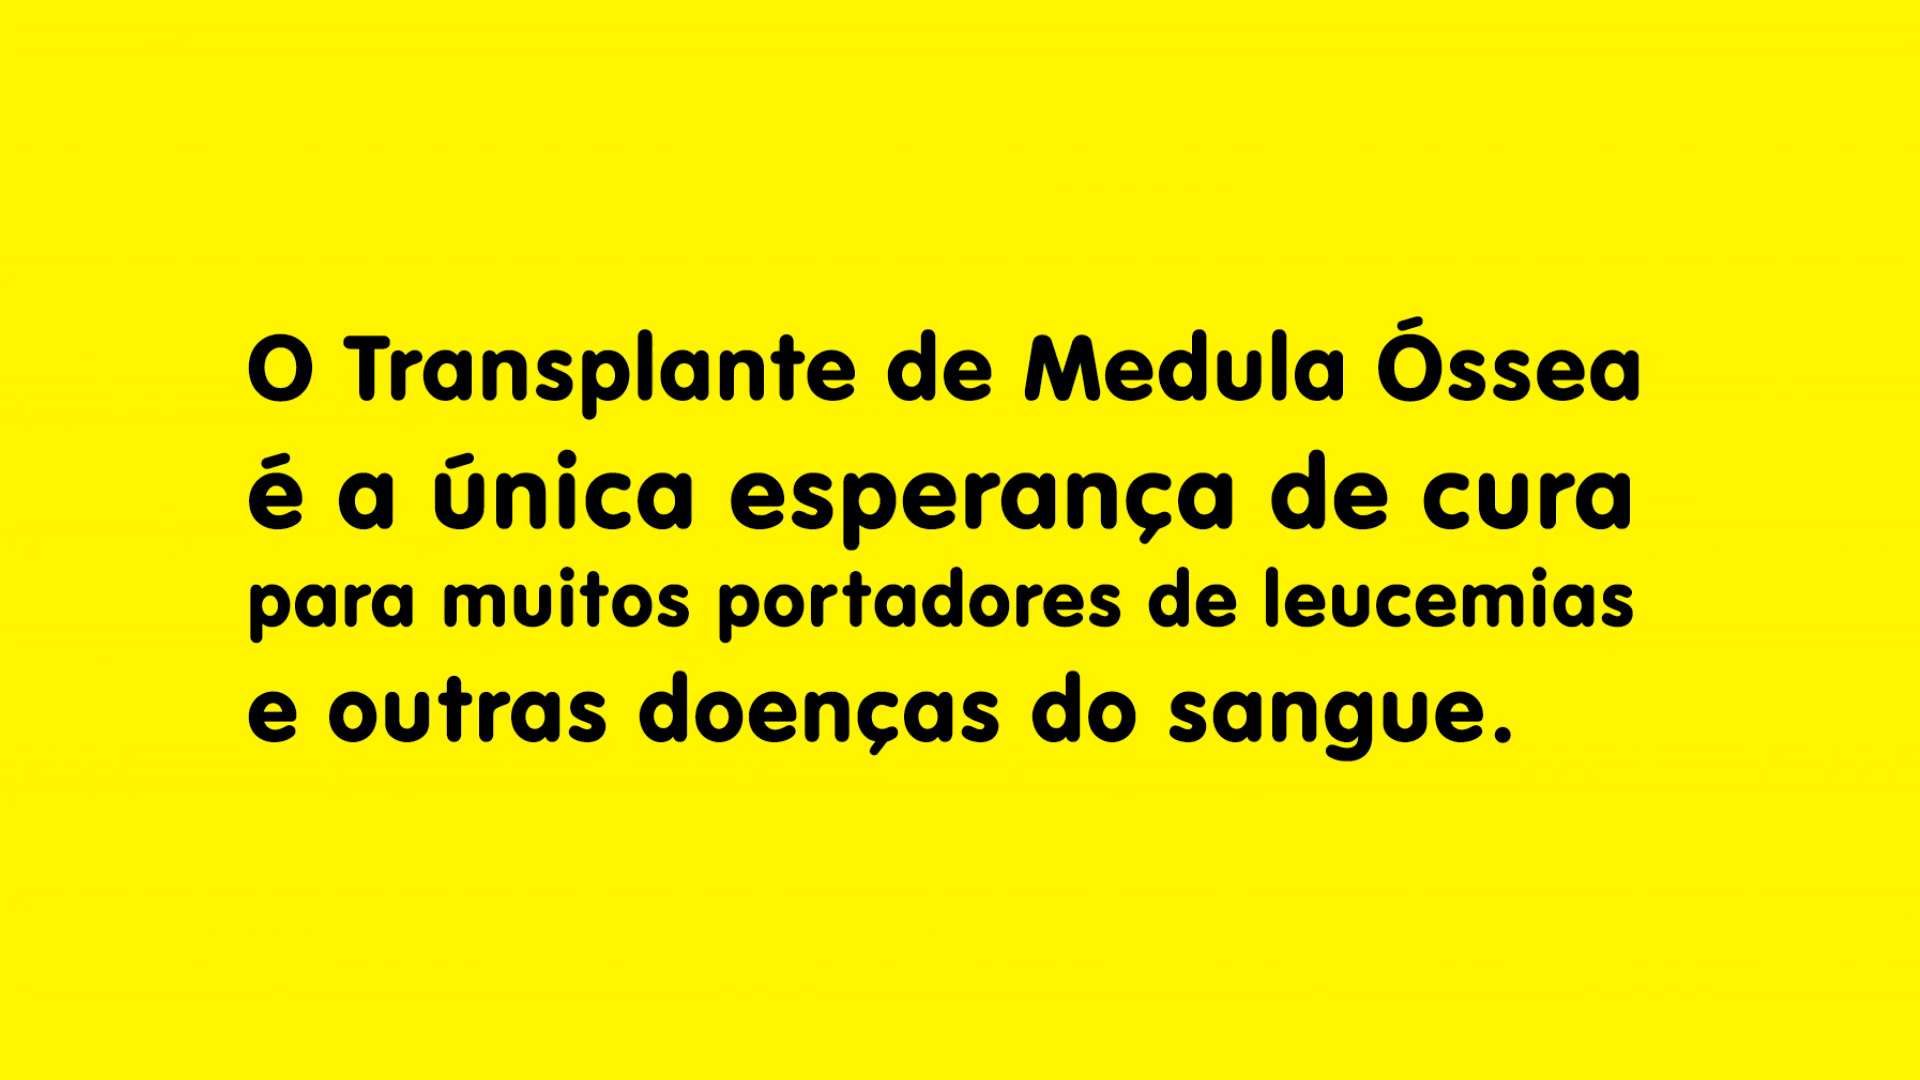 O Transplante de Medula Óssea
é a única esperança de cura
para muitos portadores de leucemias
e outras doenças do sangue.